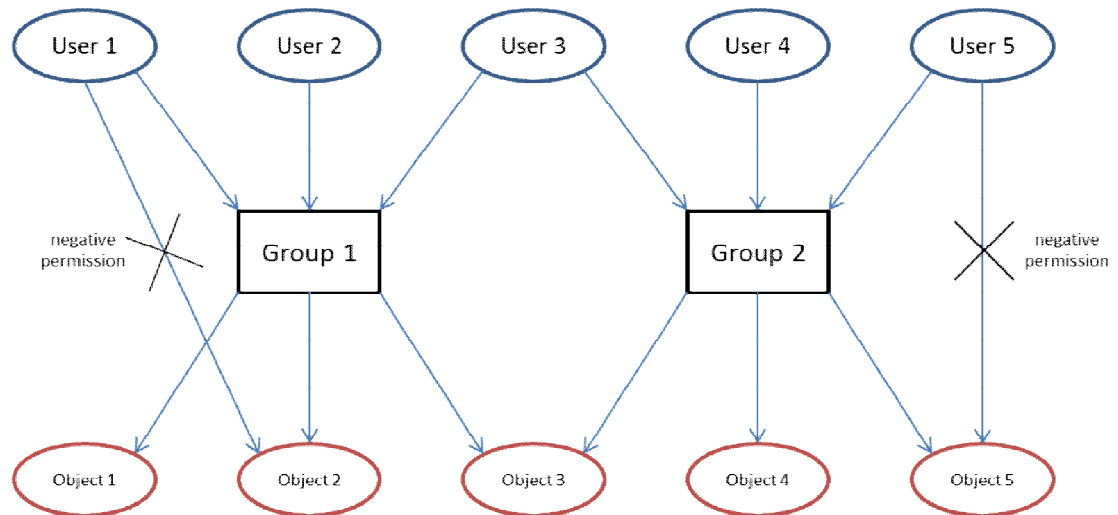 User 1
User 2
User 3
User 4
User 5
negative
permission
Group 1
Group 2
negative
permission
Object 1
Object 2
Object 3
Object 4
Object 5